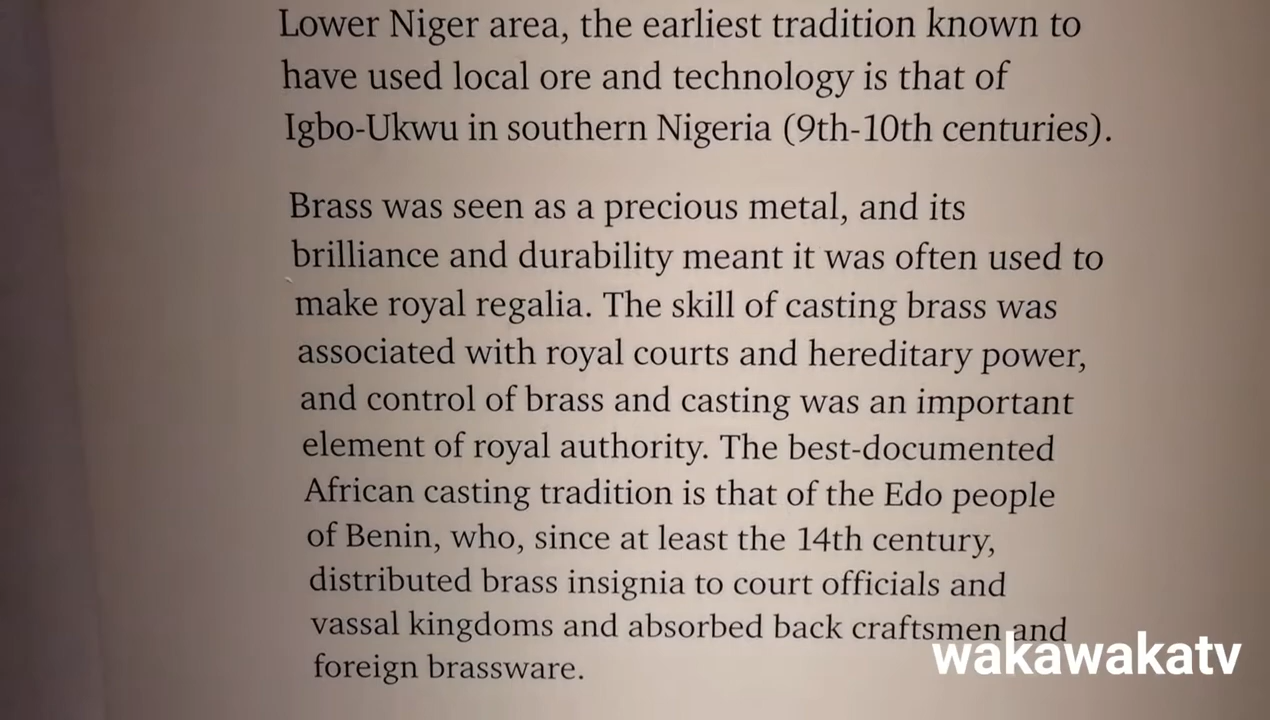 Lower Niger area, the earliest tradition known to
have used local ore and technology is that of
Igbo-Ukwu in southern Nigeria (9th-10th centuries).
Brass was seen as a precious metal, and its
brilliance and durability meant it was often used to
make royal regalia. The skill of casting brass was
associated with royal courts and hereditary power,
and control of brass and casting was an important
element of royal authority. The best-documented
African casting tradition is that of the Edo people
of Benin, who, since at least the 14th century,
distributed brass insignia to court officials and
vassal kingdoms and absorbed back craftsmen and
foreign brassware.
wakawakatv